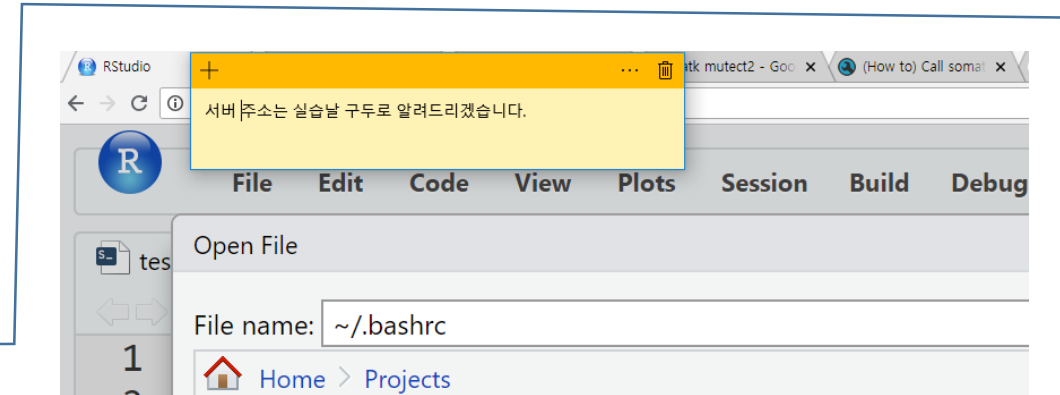 RStudio
atk mutect2 - Goo
(How to) Call somat
서버 주소는 실습날 구두로 알려드리겠습니다.
R
File Edit Code View Plots Session Build Debug
Open File
tes
File name: ~/.bashrc
1
Home > Projects